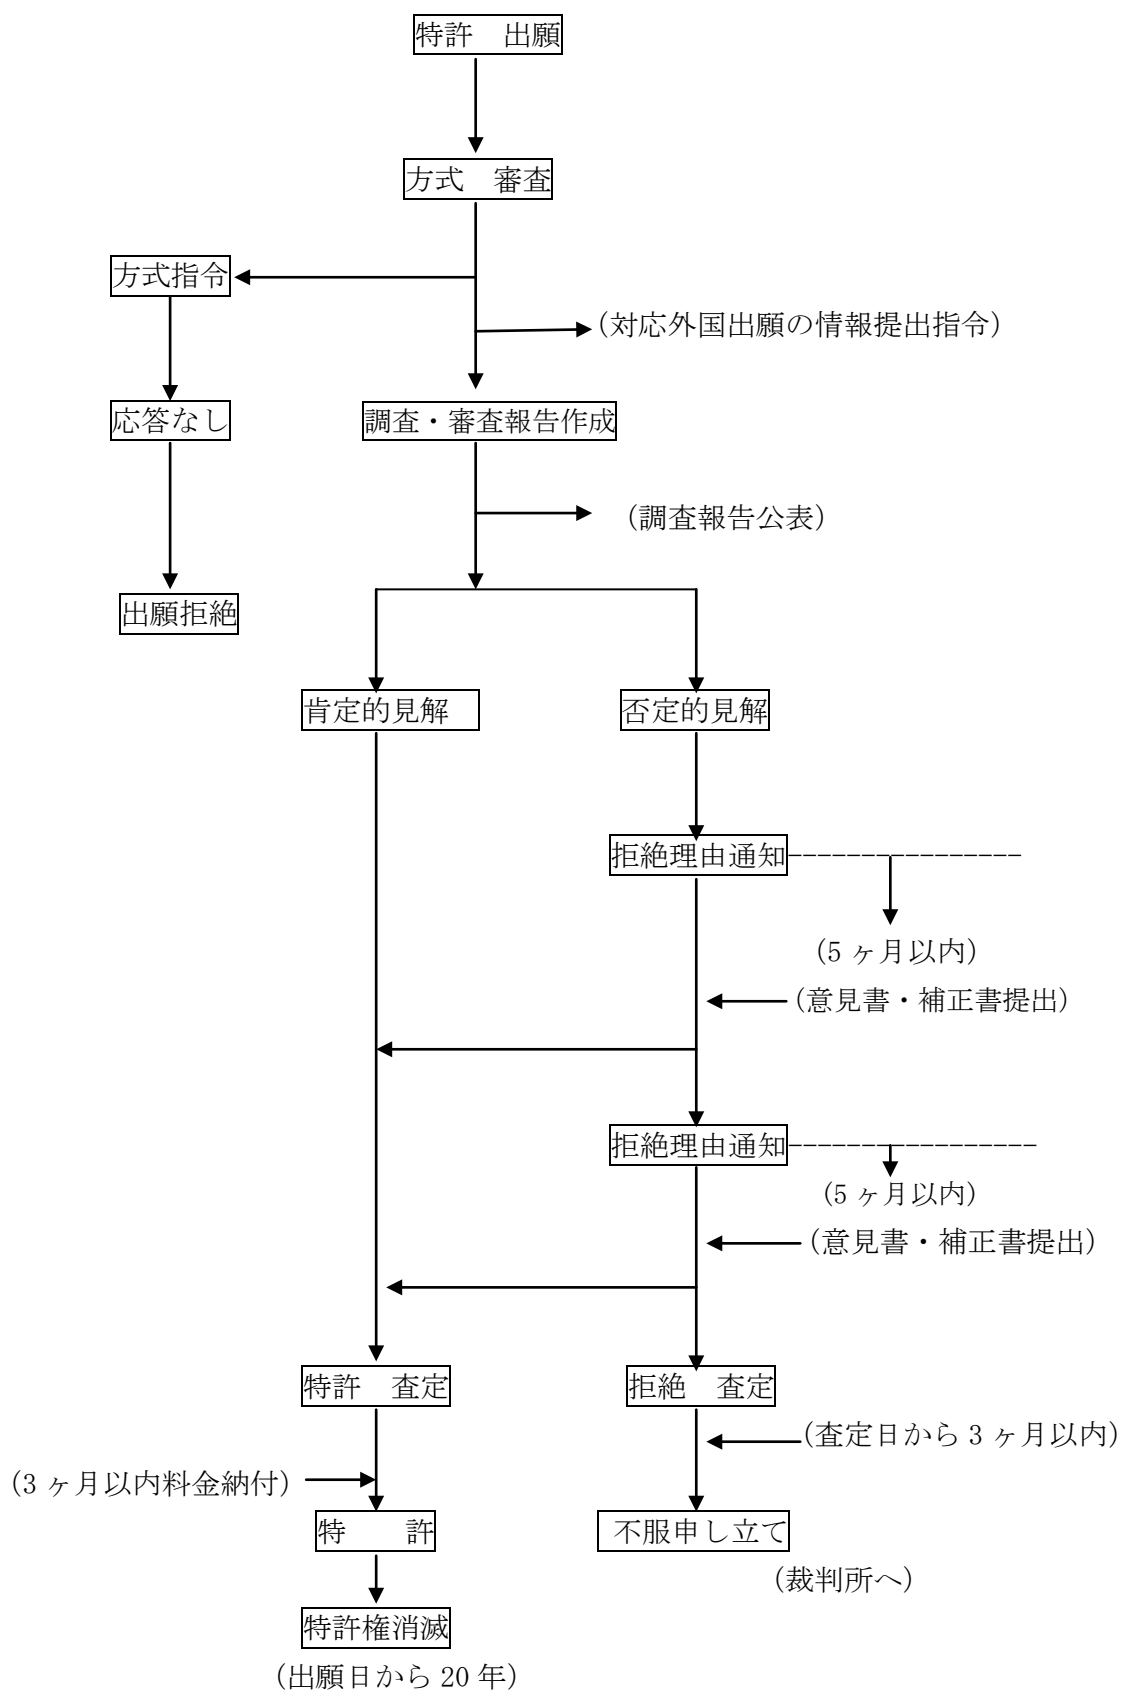 特許　出願
方式　審査
方式指令
(対応外国出願の情報提出指令)
応答なし
調査・審査報告作成
(調査報告公表)
出願拒絶
肯定的見解
否定的見解
拒絶理由通知----------------
(5 ヶ月以内)
(意見書・補正書提出)
拒絶理由通知-----------------
(5 ヶ月以内)
(意見書・補正書提出)
特許　査定
拒絶　査定
(査定日から 3 ヶ月以内)
(3 ヶ月以内料金納付)
特　　許
不服申し立て
(裁判所へ)
特許権消滅
(出願日から 20 年)